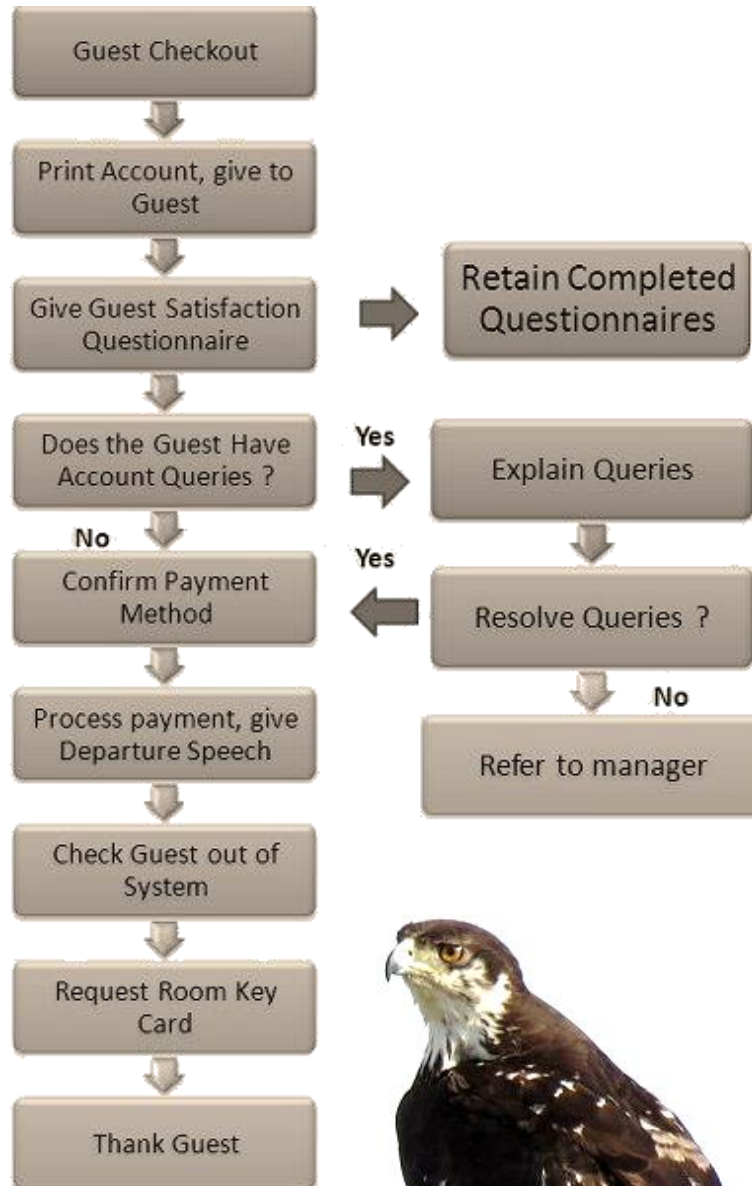 Guest Checkout
Print Account, give to
Guest
Give Guest Satisfaction
Questionnaire
Retain Completed
Questionnaires
Does the Guest Have
Account Queries ?
Yes
Explain Queries
No
Confirm Payment
Method
Yes
Resolve Queries ?
No
Process payment, give
Departure Speech
Refer to manager
Check Guest out of
System
Request Room Key
Card
Thank Guest